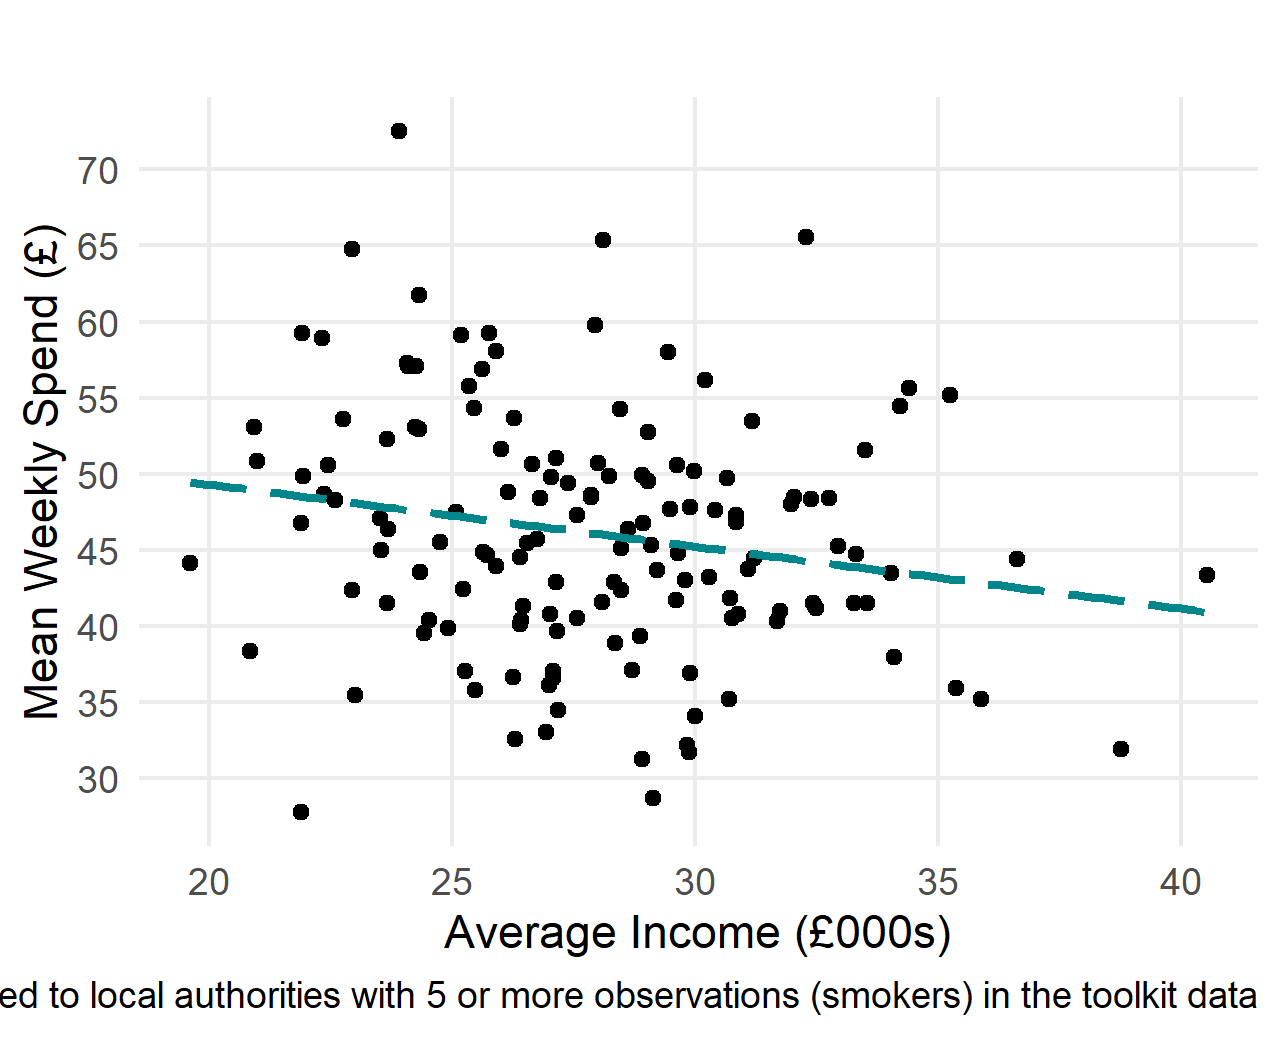 Mean Weekly Spend (£)
70
65
60
55
50
45
40
35
30
20 25 30 35 40
Average Income (£000s)
ed to local authorities with 5 or more observations (smokers) in the toolkit data